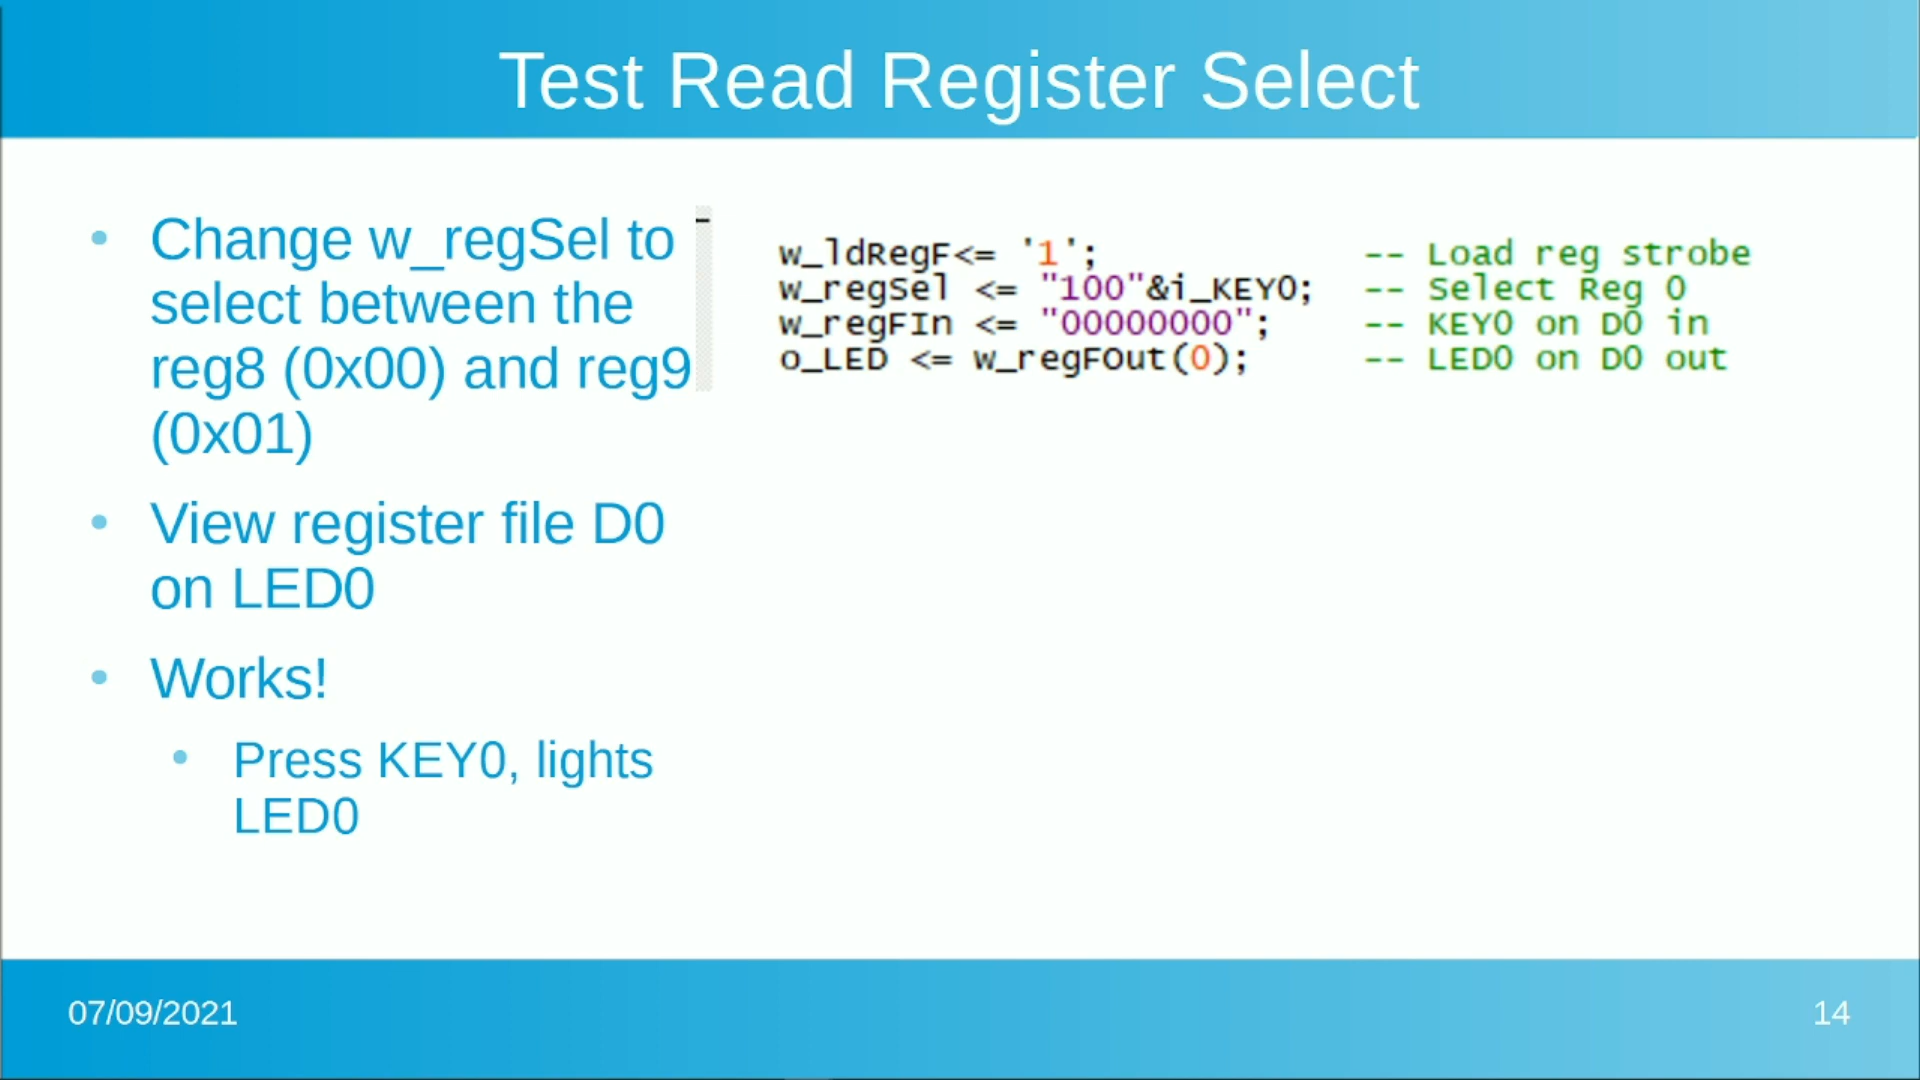 Test Read Register Select
Change w_regSel to
select between the
reg8 (0x00) and reg9
(0x01)
View register file D0
on LED0
Works!
Press KEY0, lights
LED0
w_ldRegF<= '1'; -- Load reg strobe
w_regSel <= "100"&i_KEY0; -- Select Reg 0
w_regFIn <= "00000000"; -- KEY0 on D0 in
o_LED <= w_regFOut(0); -- LED0 on D0 out
07/09/2021
14